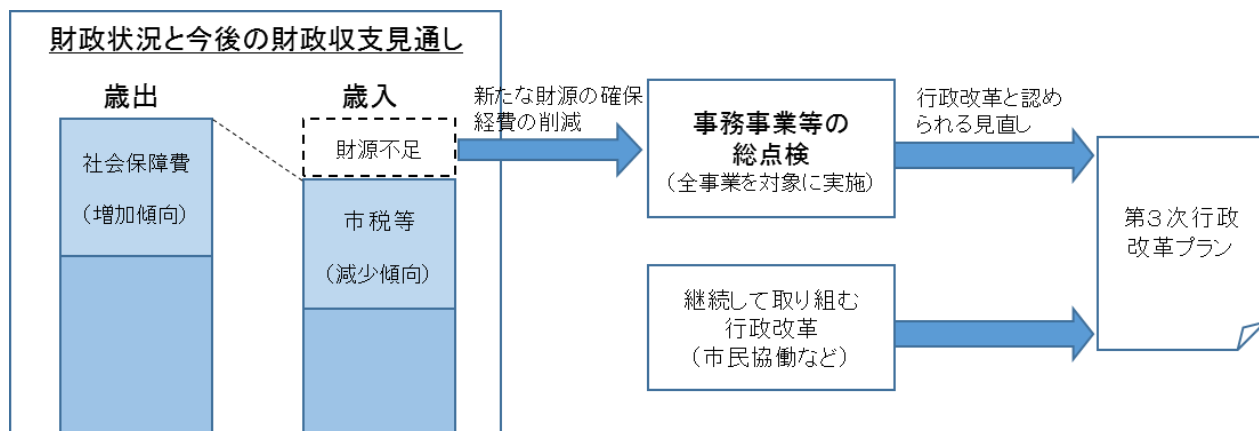 財政状況と今後の財政収支見通し
歳出
歳入
社会保障費
（増加傾向）
財源不足
市税等
（減少傾向）
新たな財源の確保
経費の削減
事務事業等の
総点検
（全事業を対象に実施）
行政改革と認め
られる見直し
継続して取り組む
行政改革
（市民協働など）
第３次行政
改革プラン